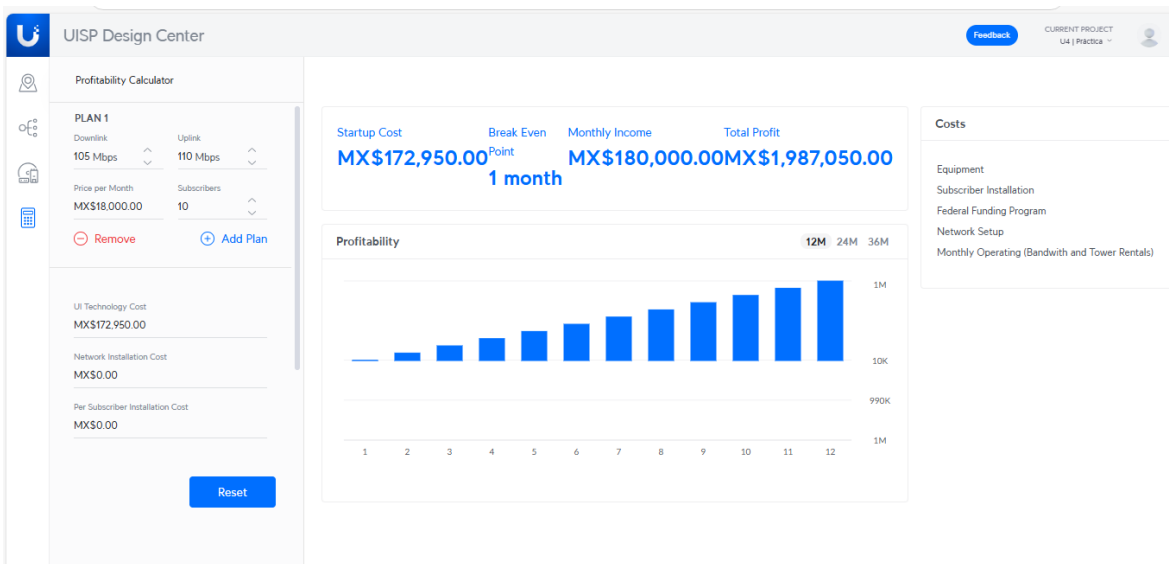 UISP Design Center
Feedback
CURRENT PROJECT
U4 | Práctica
Profitability Calculator
PLAN 1
Downlink Uplink
105 Mbps 110 Mbps
Price per Month Subscribers
MX$18,000.00 10
Remove Add Plan
UI Technology Cost
MX$172,950.00
Network Installation Cost
MX$0.00
Per Subscriber Installation Cost
MX$0.00
Reset
Startup Cost
MX$172,950.00
Break Even
Point
1 month
Monthly Income
MX$180,000.00
Total Profit
MX$1,987,050.00
Profitability
12M 24M 36M
1M
10K
990K
1M
1 2 3 4 5 6 7 8 9 10 11 12
Costs
Equipment
Subscriber Installation
Federal Funding Program
Network Setup
Monthly Operating (Bandwith and Tower Rentals)